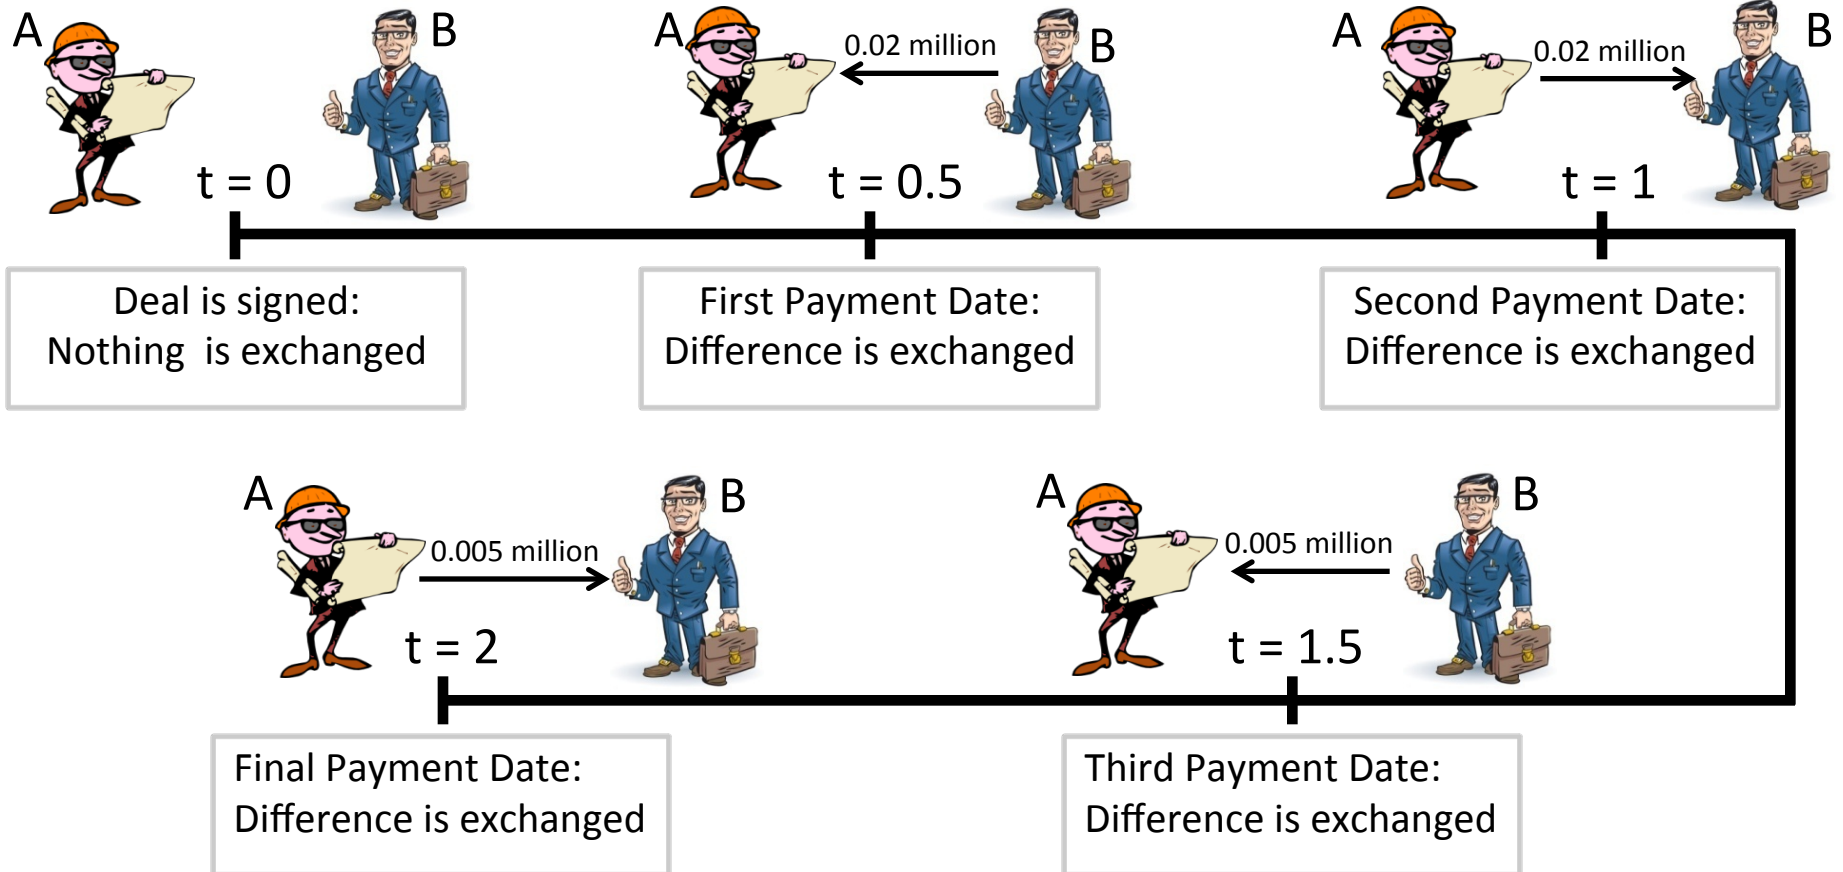 A
B
t = 0
Deal is signed:
Nothing is exchanged
A
0.02 million
B
t = 0.5
First Payment Date:
Difference is exchanged
A
0.02 million
B
t = 1
Second Payment Date:
Difference is exchanged
A
0.005 million
B
t = 1.5
Third Payment Date:
Difference is exchanged
A
0.005 million
B
t = 2
Final Payment Date:
Difference is exchanged